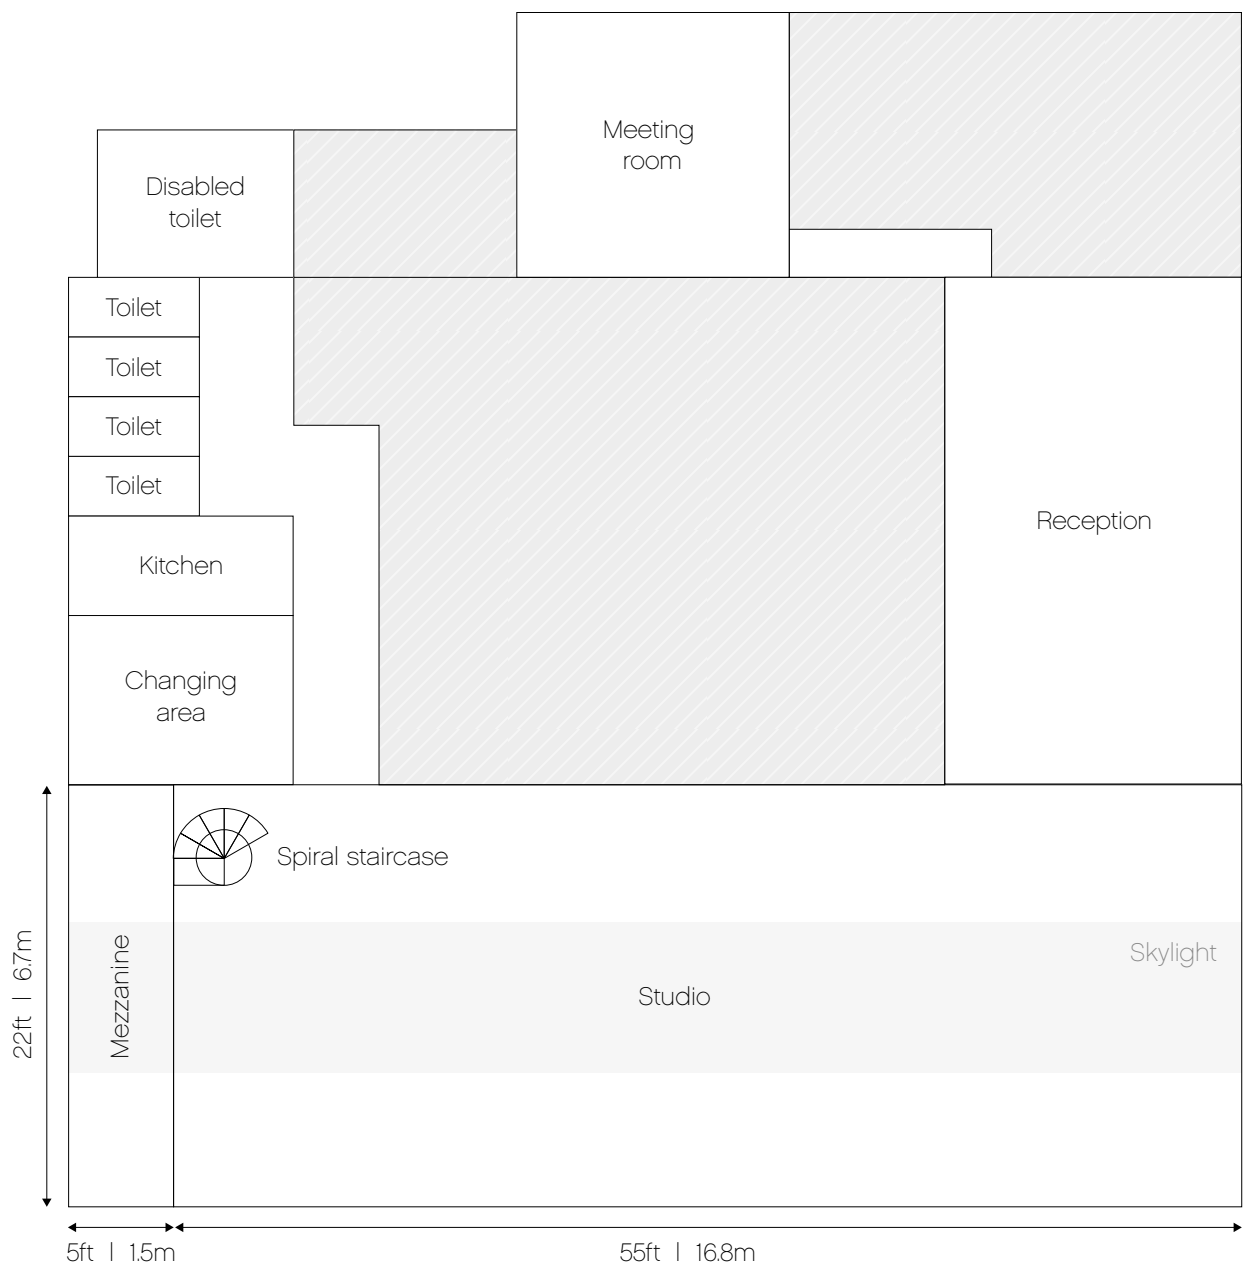 Meeting
room
Disabled
toilet
Toilet
Toilet
Toilet
Toilet
Reception
Kitchen
Changing
area
Spiral staircase
Mezzanine
Skylight
Studio
22ft | 6.7m
5ft | 1.5m
55ft | 16.8m